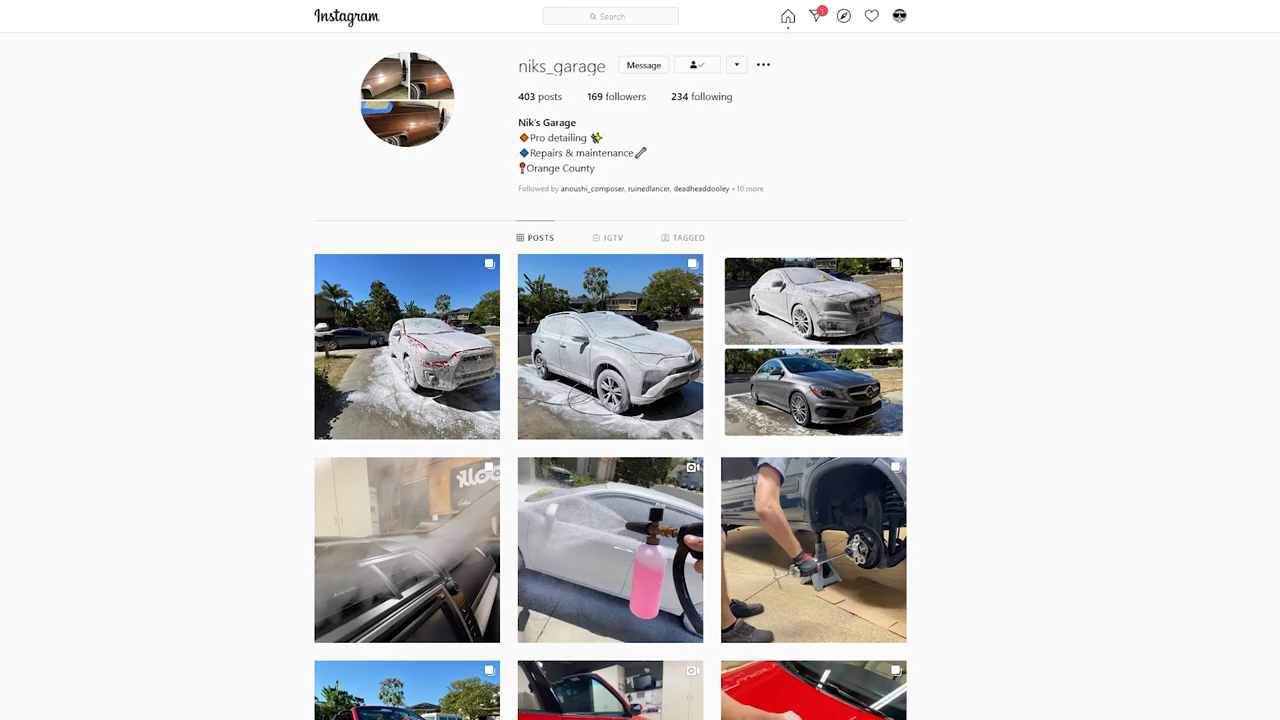 Instagram
Search
1
niks_garage Message
403 posts 169 followers 234 following
Nik's Garage
Pro detailing
Repairs & maintenance
Orange County
Followed by anoushi_composer, ruinedlancer, deadheaddooley +10 more
POSTS IGTV TAGGED